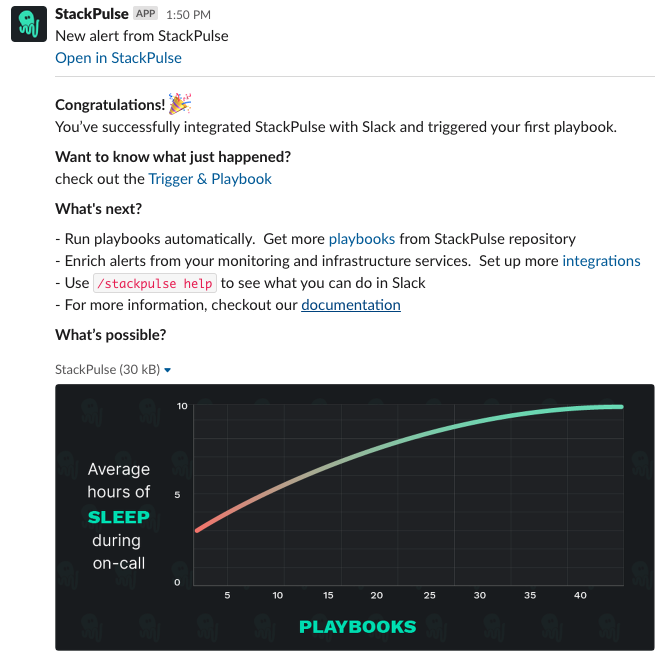 StackPulse APP 1:50 PM
New alert from StackPulse
Open in StackPulse
Congratulations! 🎉
You've successfully integrated StackPulse with Slack and triggered your first playbook.
Want to know what just happened?
check out the Trigger & Playbook
What's next?
- Run playbooks automatically.  Get more playbooks from StackPulse repository
- Enrich alerts from your monitoring and infrastructure services.  Set up more integrations
- Use /stackpulse help to see what you can do in Slack
- For more information, checkout our documentation
What's possible?
StackPulse (30 kB)
Average
hours of
SLEEP
during
on-call
10
5
0
5 10 15 20 25 30 35 40
PLAYBOOKS